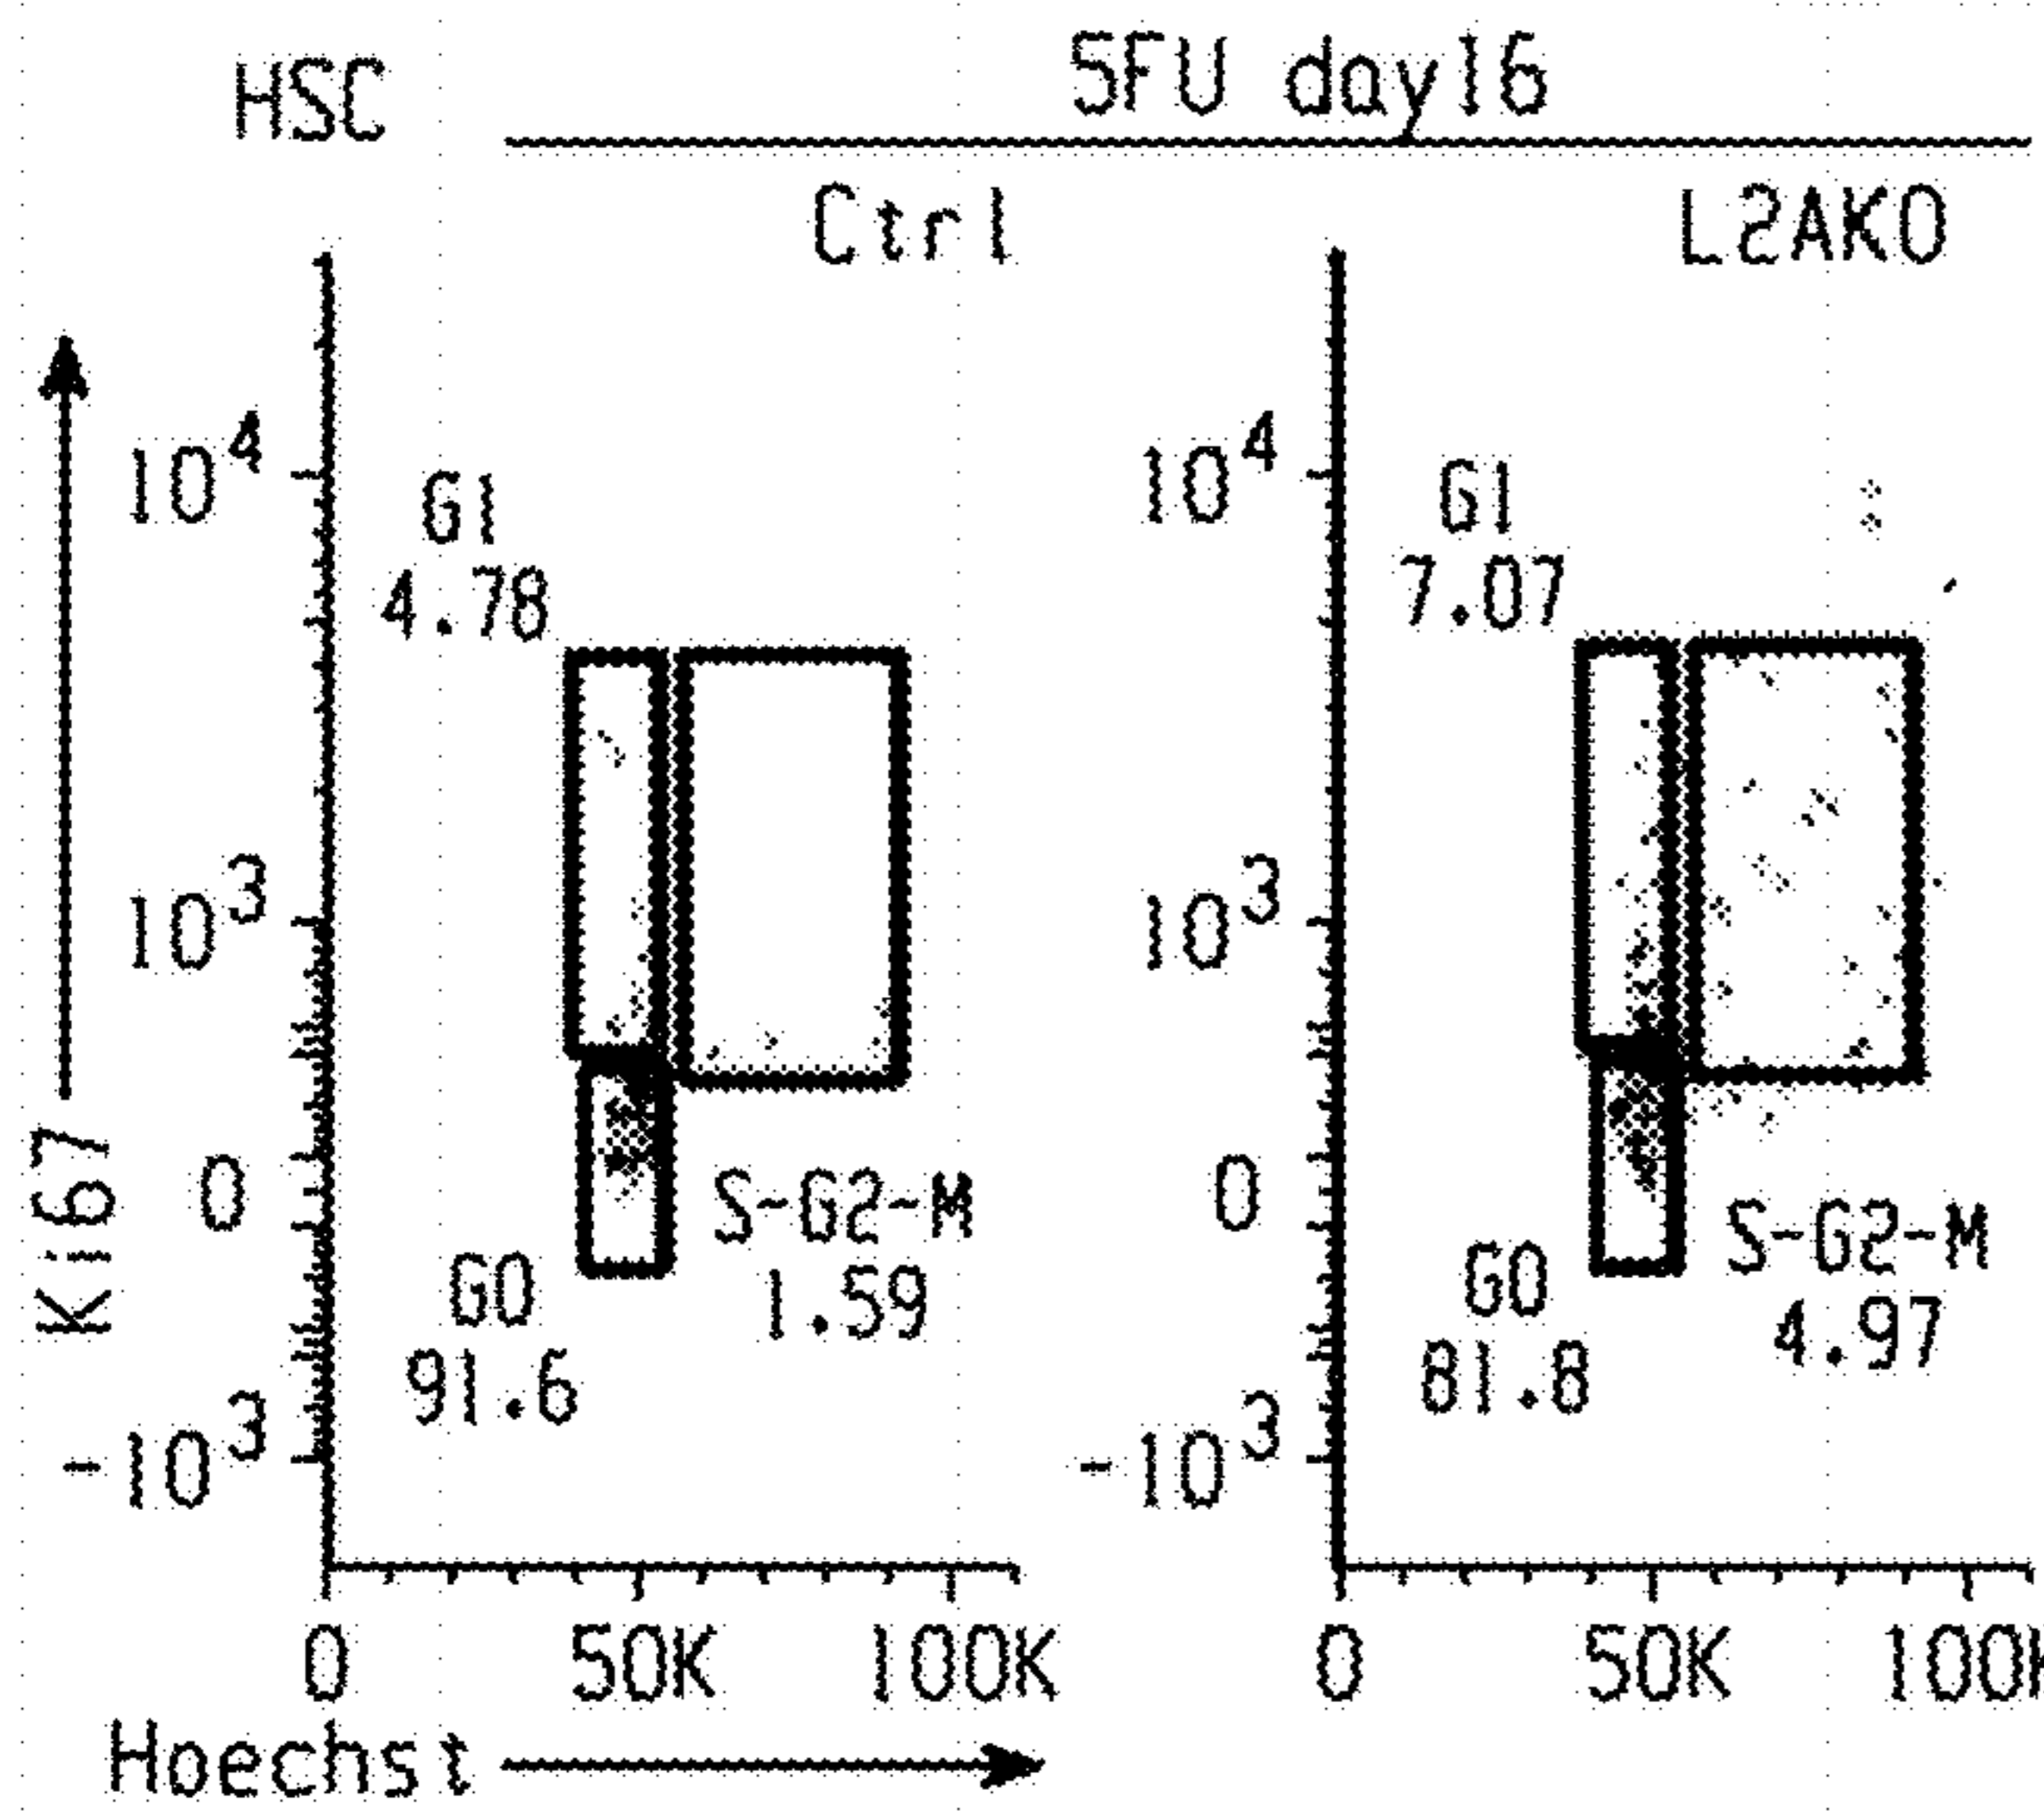 HSC
5FU day16
Ctrl
L2AKO
10^4
G1
4.78
10^3
0
-10^3
S-G2-M
1.59
G0
91.6
0 50K 100K
10^4
G1
7.07
10^3
0
-10^3
S-G2-M
4.97
G0
81.8
0 50K 100K
Ki67
Hoechst